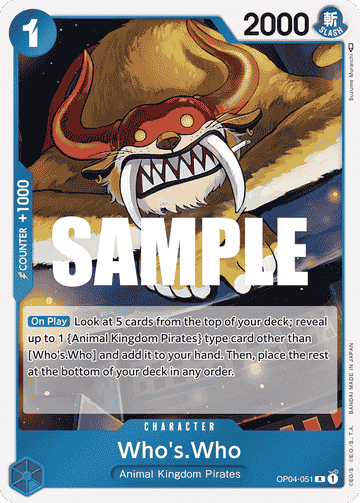 1
2000
斬
SLASH
Suzume Muraichi
COUNTER +1000
SAMPLE
On Play Look at 5 cards from the top of your deck; reveal
up to 1 {Animal Kingdom Pirates} type card other than
[Who's.Who] and add it to your hand. Then, place the rest
at the bottom of your deck in any order.
CHARACTER
Who's.Who
Animal Kingdom Pirates
OP04-051 R 1
©E.O./S., T.A. BANDAI MADE IN JAPAN